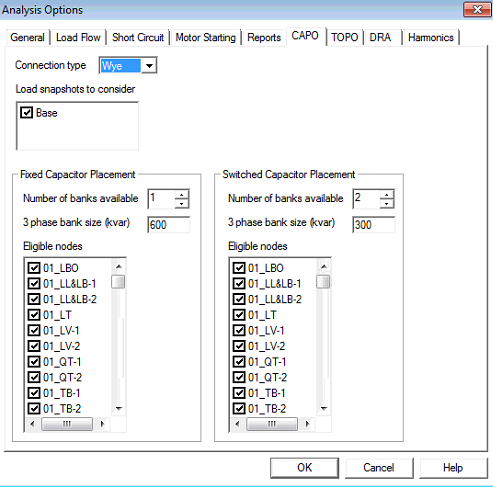 Analysis Options
General Load Flow Short Circuit Motor Starting Reports CAPO TOPO DRA Harmonics
Connection type Wye
Load snapshots to consider
Base
Fixed Capacitor Placement
Number of banks available 1
3 phase bank size (kvar) 600
Eligible nodes
01_LBO
01_LL&LB-1
01_LL&LB-2
01_LT
01_LV-1
01_LV-2
01_QT-1
01_QT-2
01_TB-1
01_TB-2
Switched Capacitor Placement
Number of banks available 2
3 phase bank size (kvar) 300
Eligible nodes
01_LBO
01_LL&LB-1
01_LL&LB-2
01_LT
01_LV-1
01_LV-2
01_QT-1
01_QT-2
01_TB-1
01_TB-2
OK Cancel Help